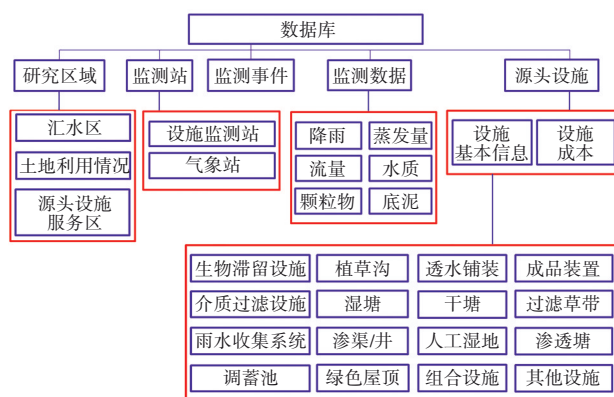 数据库
研究区域 监测站 监测事件 监测数据 源头设施
汇水区
土地利用情况
源头设施
服务区
设施监测站
气象站
降雨 蒸发量
流量 水质
颗粒物 底泥
设施
基本信息
设施
成本
生物滞留设施 植草沟 透水铺装 成品装置
介质过滤设施 湿塘 干塘 过滤草带
雨水收集系统 渗渠/井 人工湿地 渗透塘
调蓄池 绿色屋顶 组合设施 其他设施